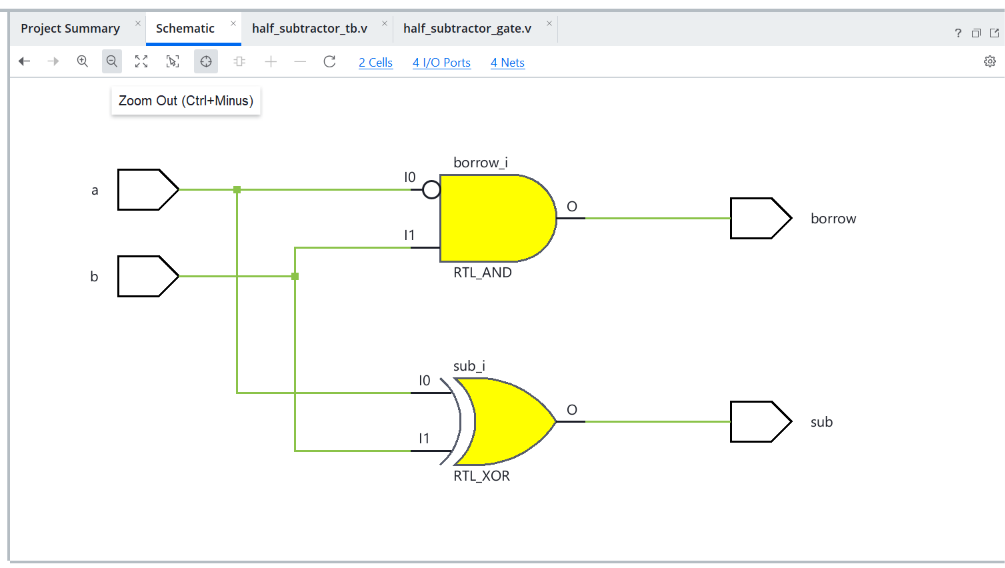 Project Summary × Schematic × half_subtractor_tb.v × half_subtractor_gate.v ×
?
2 Cells 4 I/O Ports 4 Nets
Zoom Out (Ctrl+Minus)
borrow_i
I0
a
O
borrow
I1
RTL_AND
b
sub_i
I0
O
sub
I1
RTL_XOR